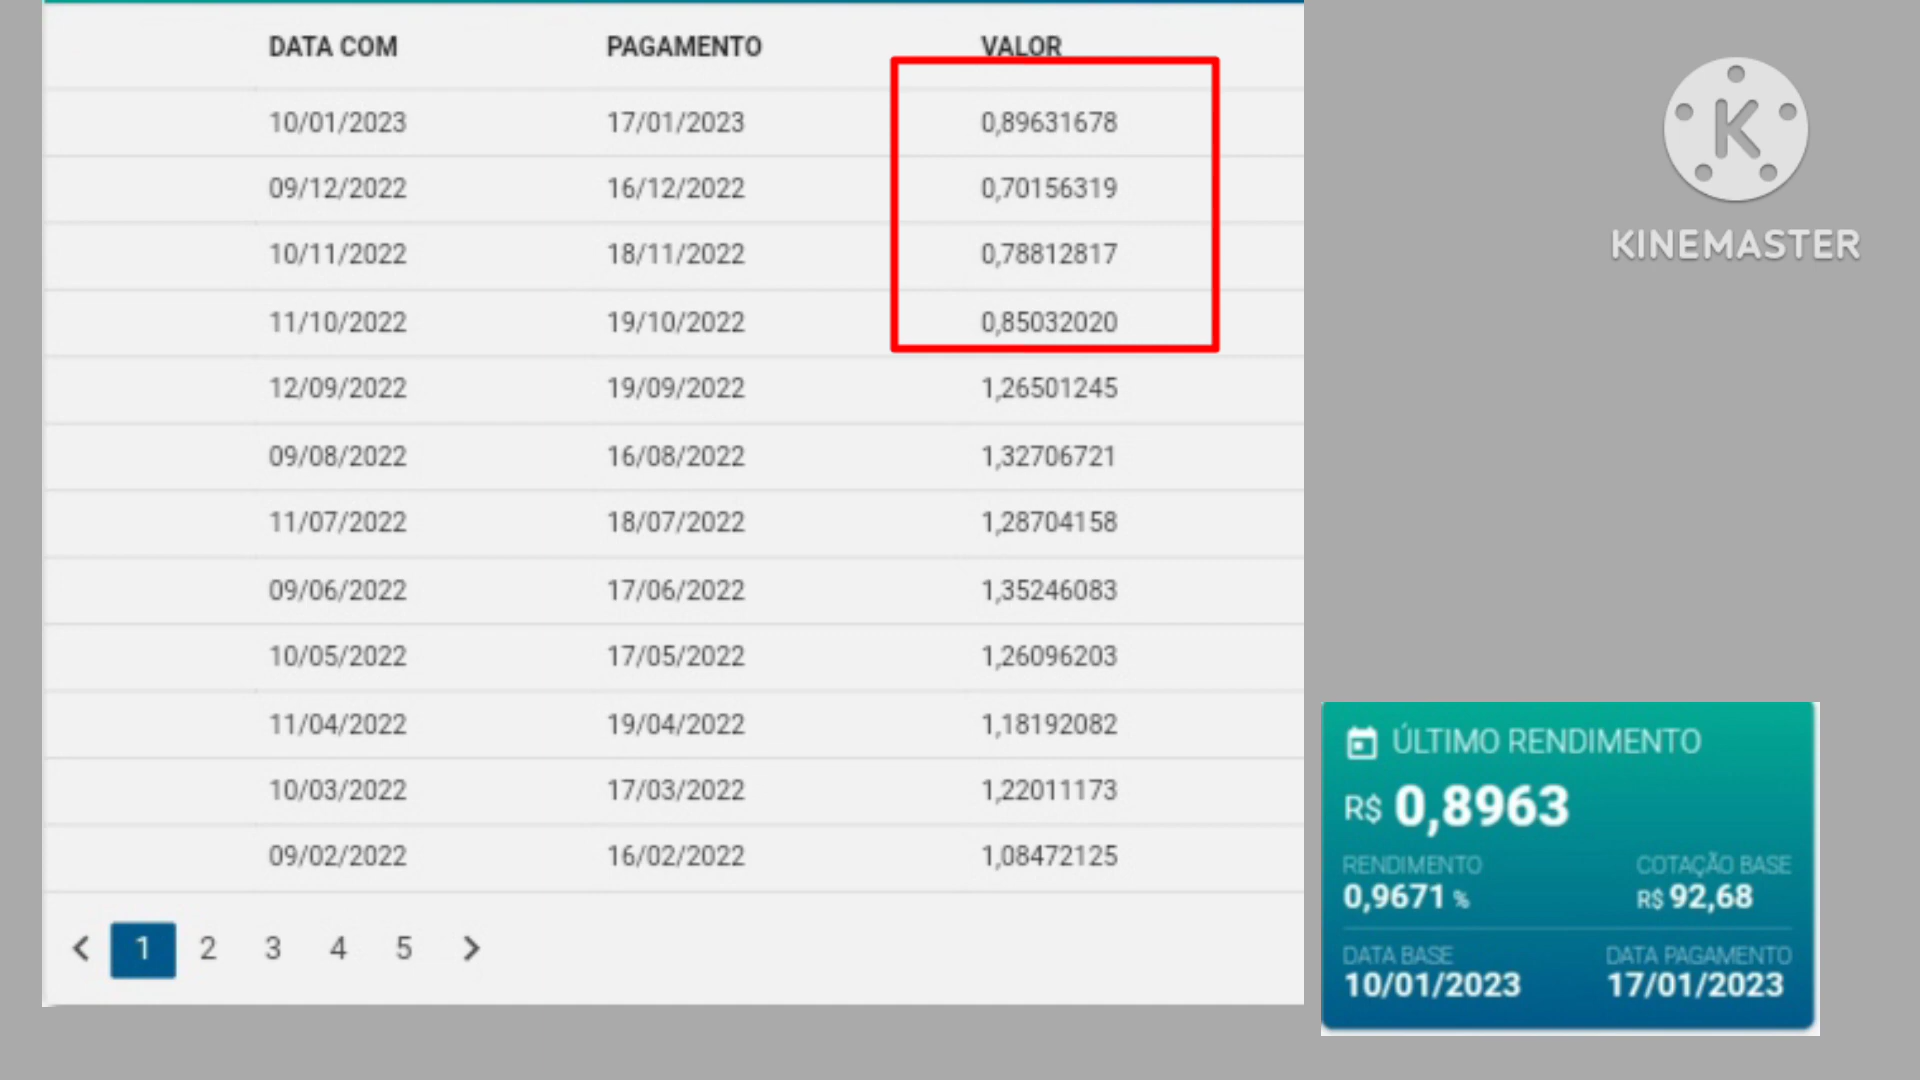 DATA COM PAGAMENTO VALOR
10/01/2023 17/01/2023 0,89631678
09/12/2022 16/12/2022 0,70156319
10/11/2022 18/11/2022 0,78812817
11/10/2022 19/10/2022 0,85032020
12/09/2022 19/09/2022 1,26501245
09/08/2022 16/08/2022 1,32706721
11/07/2022 18/07/2022 1,28704158
09/06/2022 17/06/2022 1,35246083
10/05/2022 17/05/2022 1,26096203
11/04/2022 19/04/2022 1,18192082
10/03/2022 17/03/2022 1,22011173
09/02/2022 16/02/2022 1,08472125
1 2 3 4 5
K
KINEMASTER
ÚLTIMO RENDIMENTO
R$ 0,8963
RENDIMENTO COTAÇÃO BASE
0,9671 % R$ 92,68
DATA BASE DATA PAGAMENTO
10/01/2023 17/01/2023